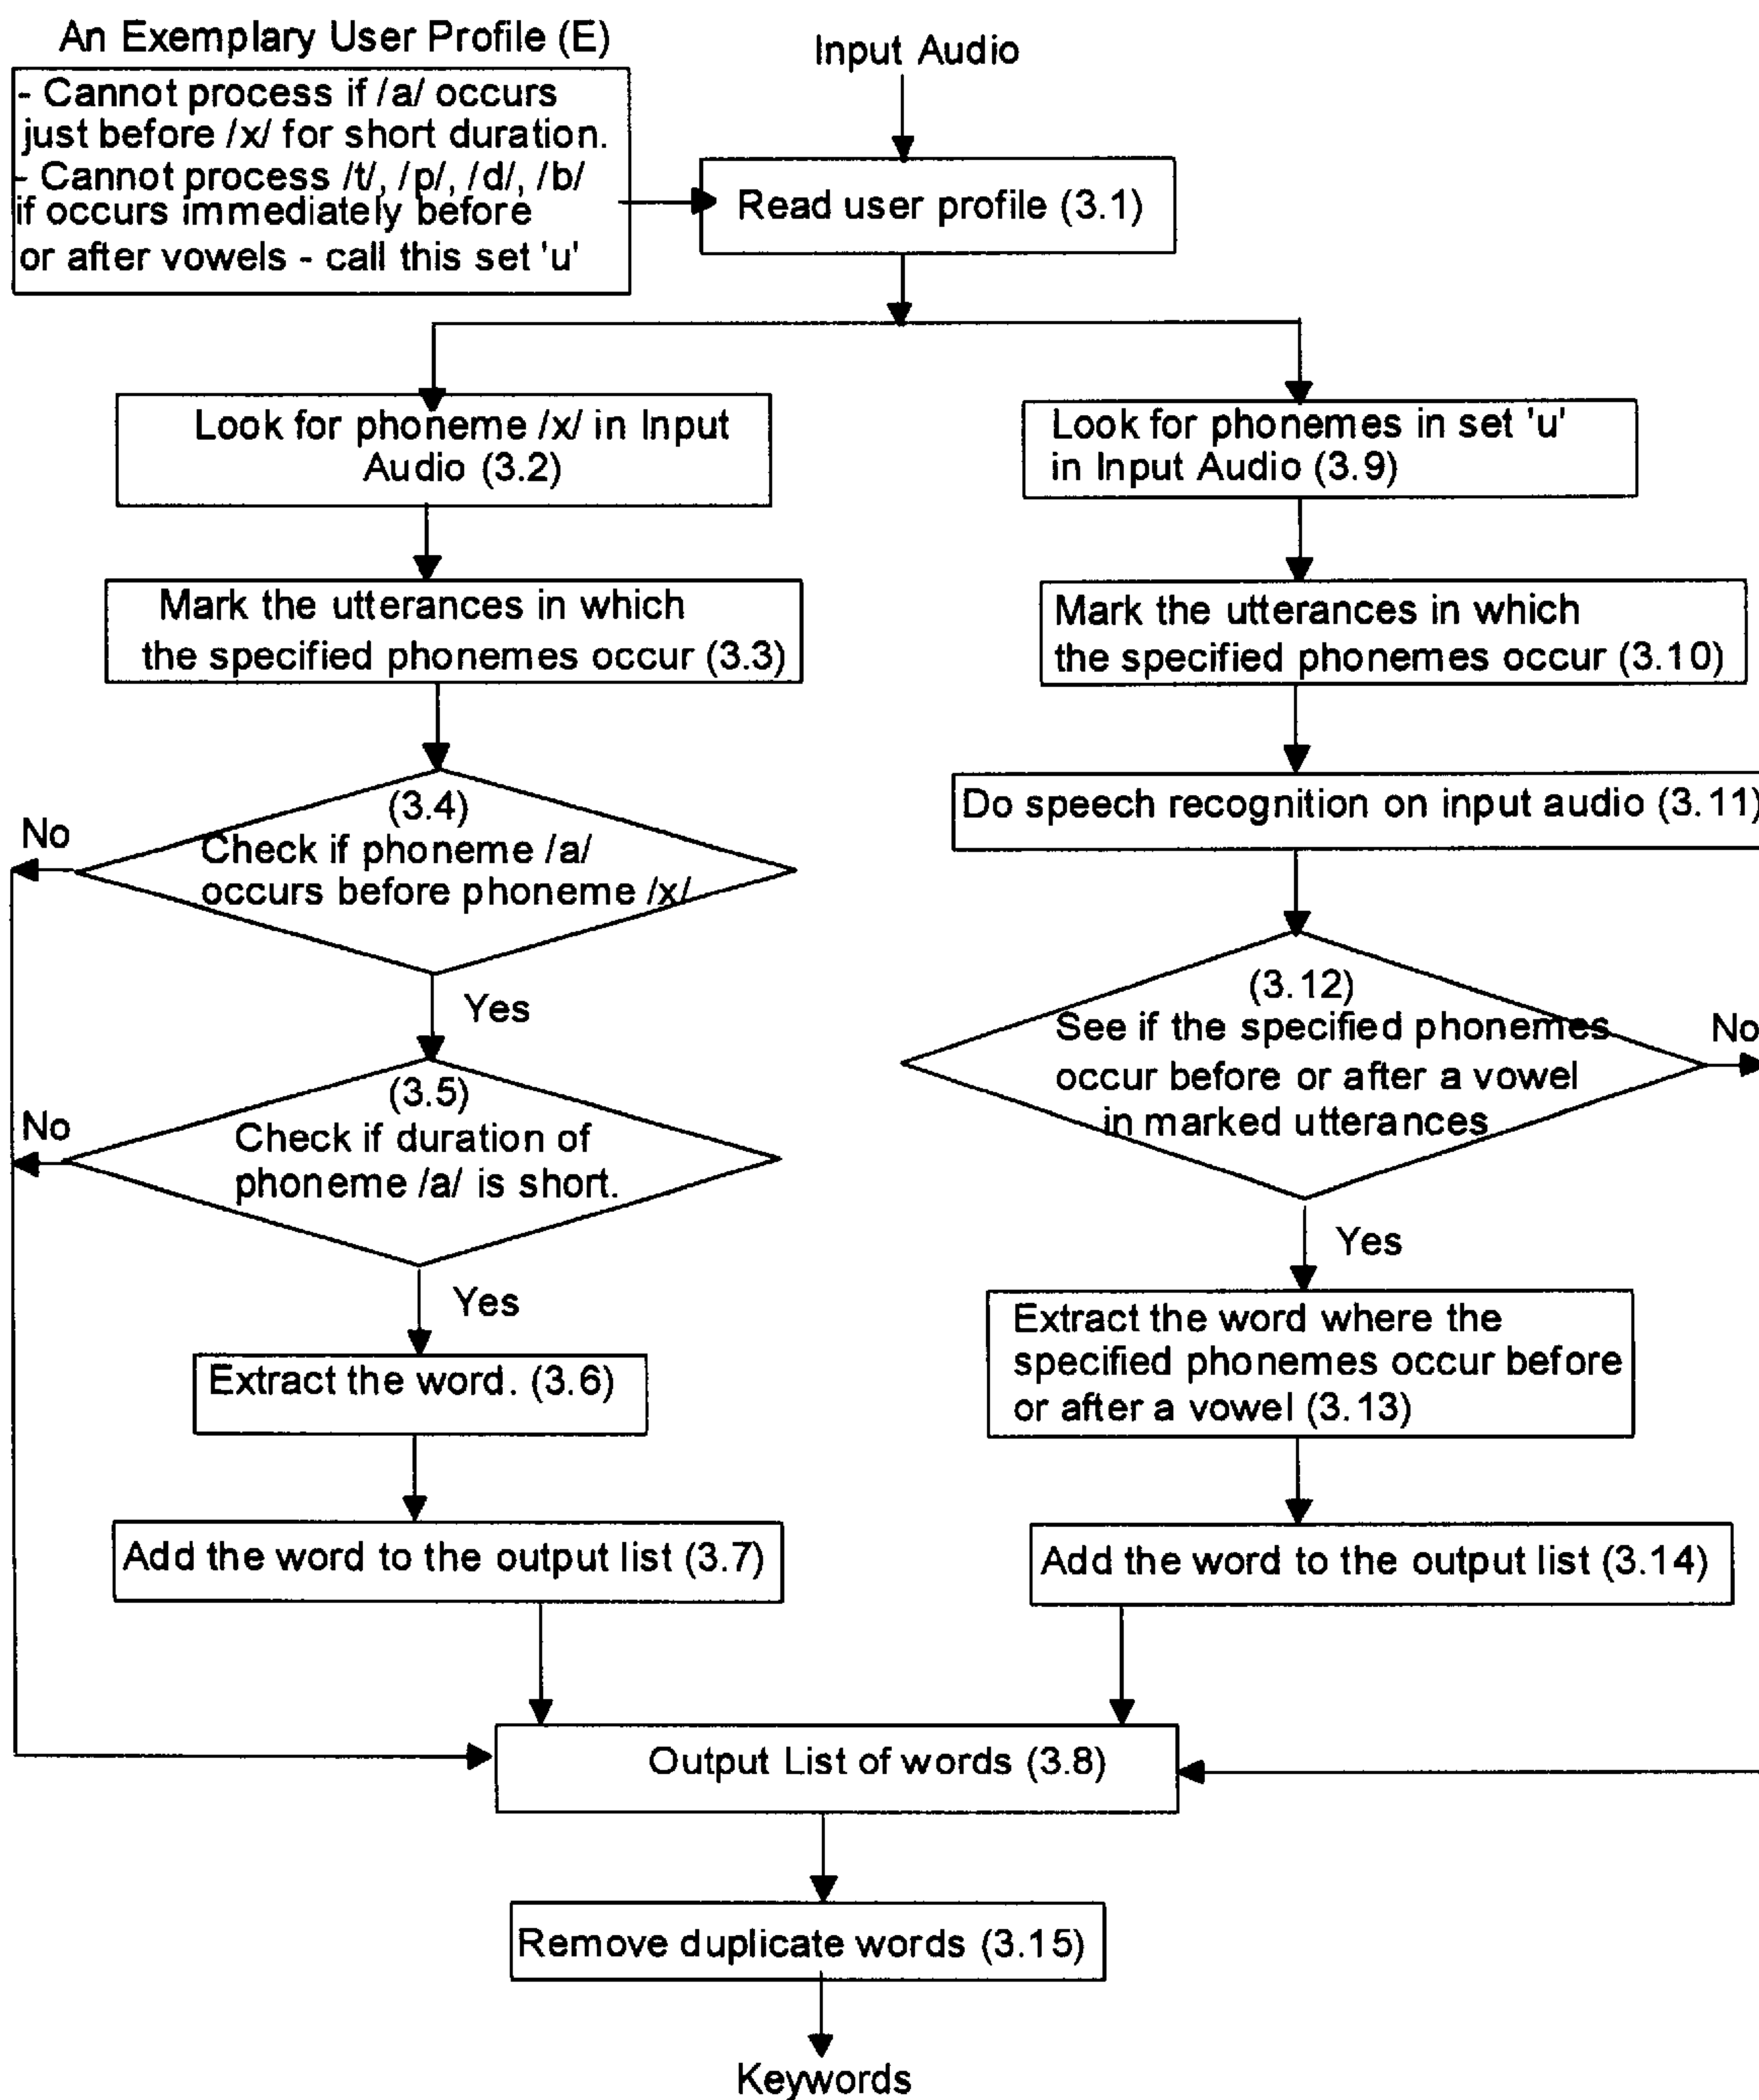 An Exemplary User Profile (E)
- Cannot process if /a/ occurs
just before /x/ for short duration.
- Cannot process /t/, /p/, /d/, /b/
if occurs immediately before
or after vowels - call this set 'u'
Input Audio
Read user profile (3.1)
Look for phoneme /x/ in Input
Audio (3.2)
Mark the utterances in which
the specified phonemes occur (3.3)
(3.4)
Check if phoneme /a/
occurs before phoneme /x/
No
Yes
(3.5)
Check if duration of
phoneme /a/ is short.
No
Yes
Extract the word. (3.6)
Add the word to the output list (3.7)
Look for phonemes in set 'u'
in Input Audio (3.9)
Mark the utterances in which
the specified phonemes occur (3.10)
Do speech recognition on input audio (3.11)
(3.12)
See if the specified phonemes
occur before or after a vowel
in marked utterances
No
Yes
Extract the word where the
specified phonemes occur before
or after a vowel (3.13)
Add the word to the output list (3.14)
Output List of words (3.8)
Remove duplicate words (3.15)
Keywords